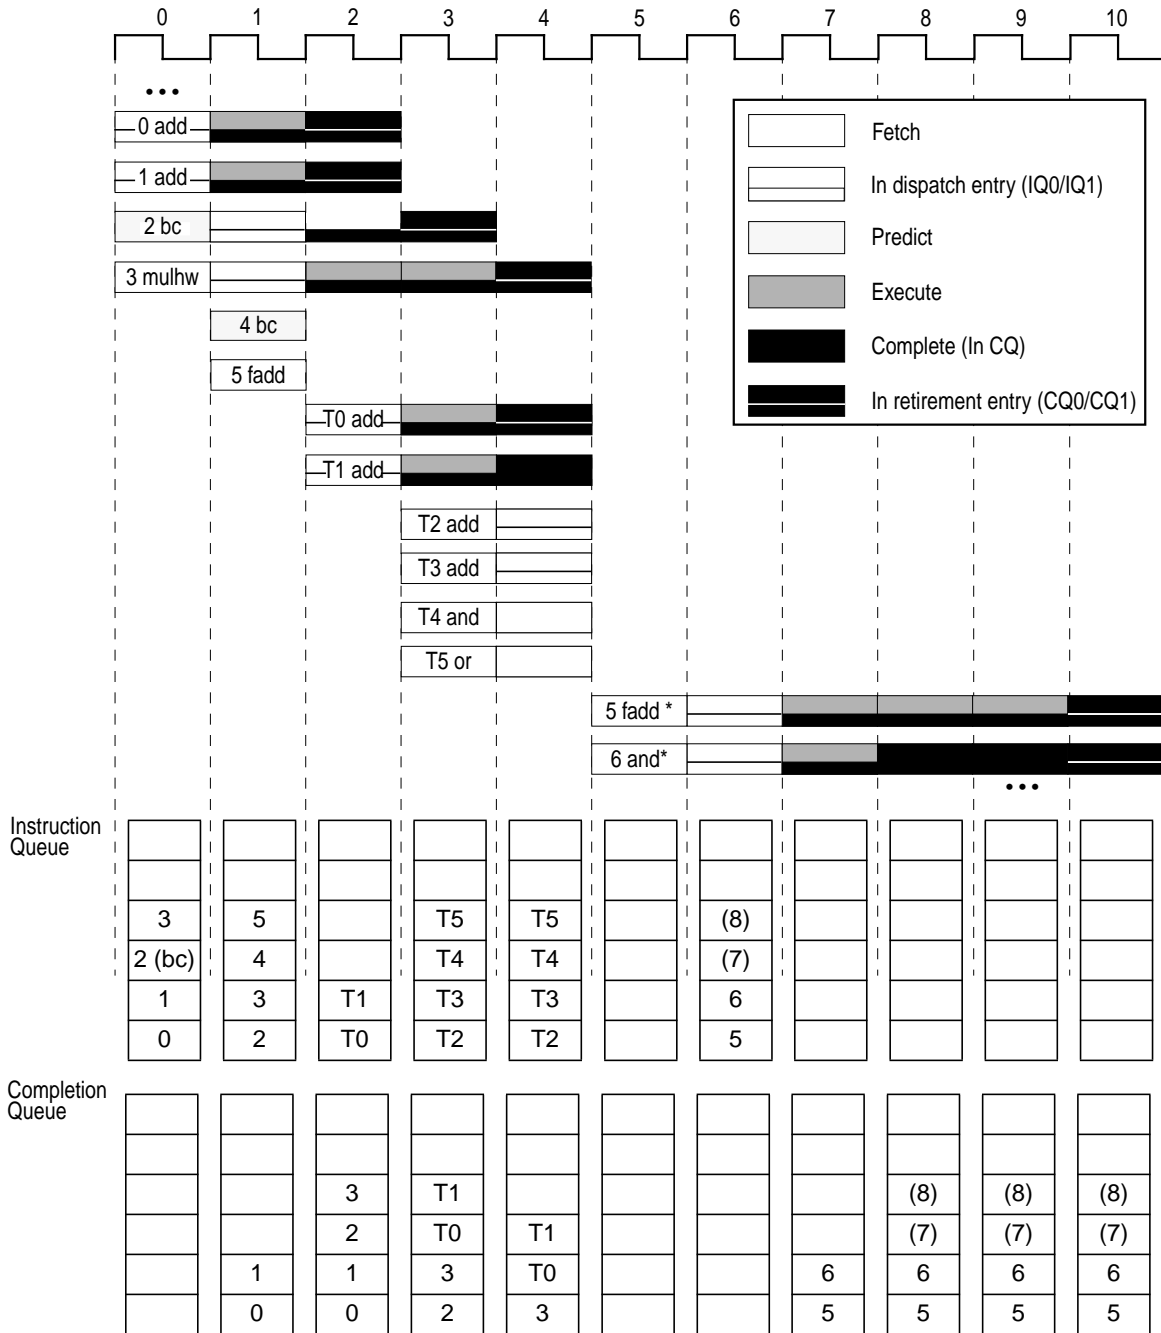 0 1 2 3 4 5 6 7 8 9 10
•••
0 add
Fetch
1 add
In dispatch entry (IQ0/IQ1)
2 bc
Predict
3 mulhw
Execute
4 bc
Complete (In CQ)
5 fadd
In retirement entry (CQ0/CQ1)
T0 add
T1 add
T2 add
T3 add
T4 and
T5 or
5 fadd *
6 and*
•••
Instruction
Queue
3 5 T5 T5 (8)
2 (bc) 4 T4 T4 (7)
1 3 T1 T3 T3 6
0 2 T0 T2 T2 5
Completion
Queue
3 T1 (8) (8) (8)
2 T0 T1 (7) (7) (7)
1 1 3 T0 6 6 6 6
0 0 2 3 5 5 5 5